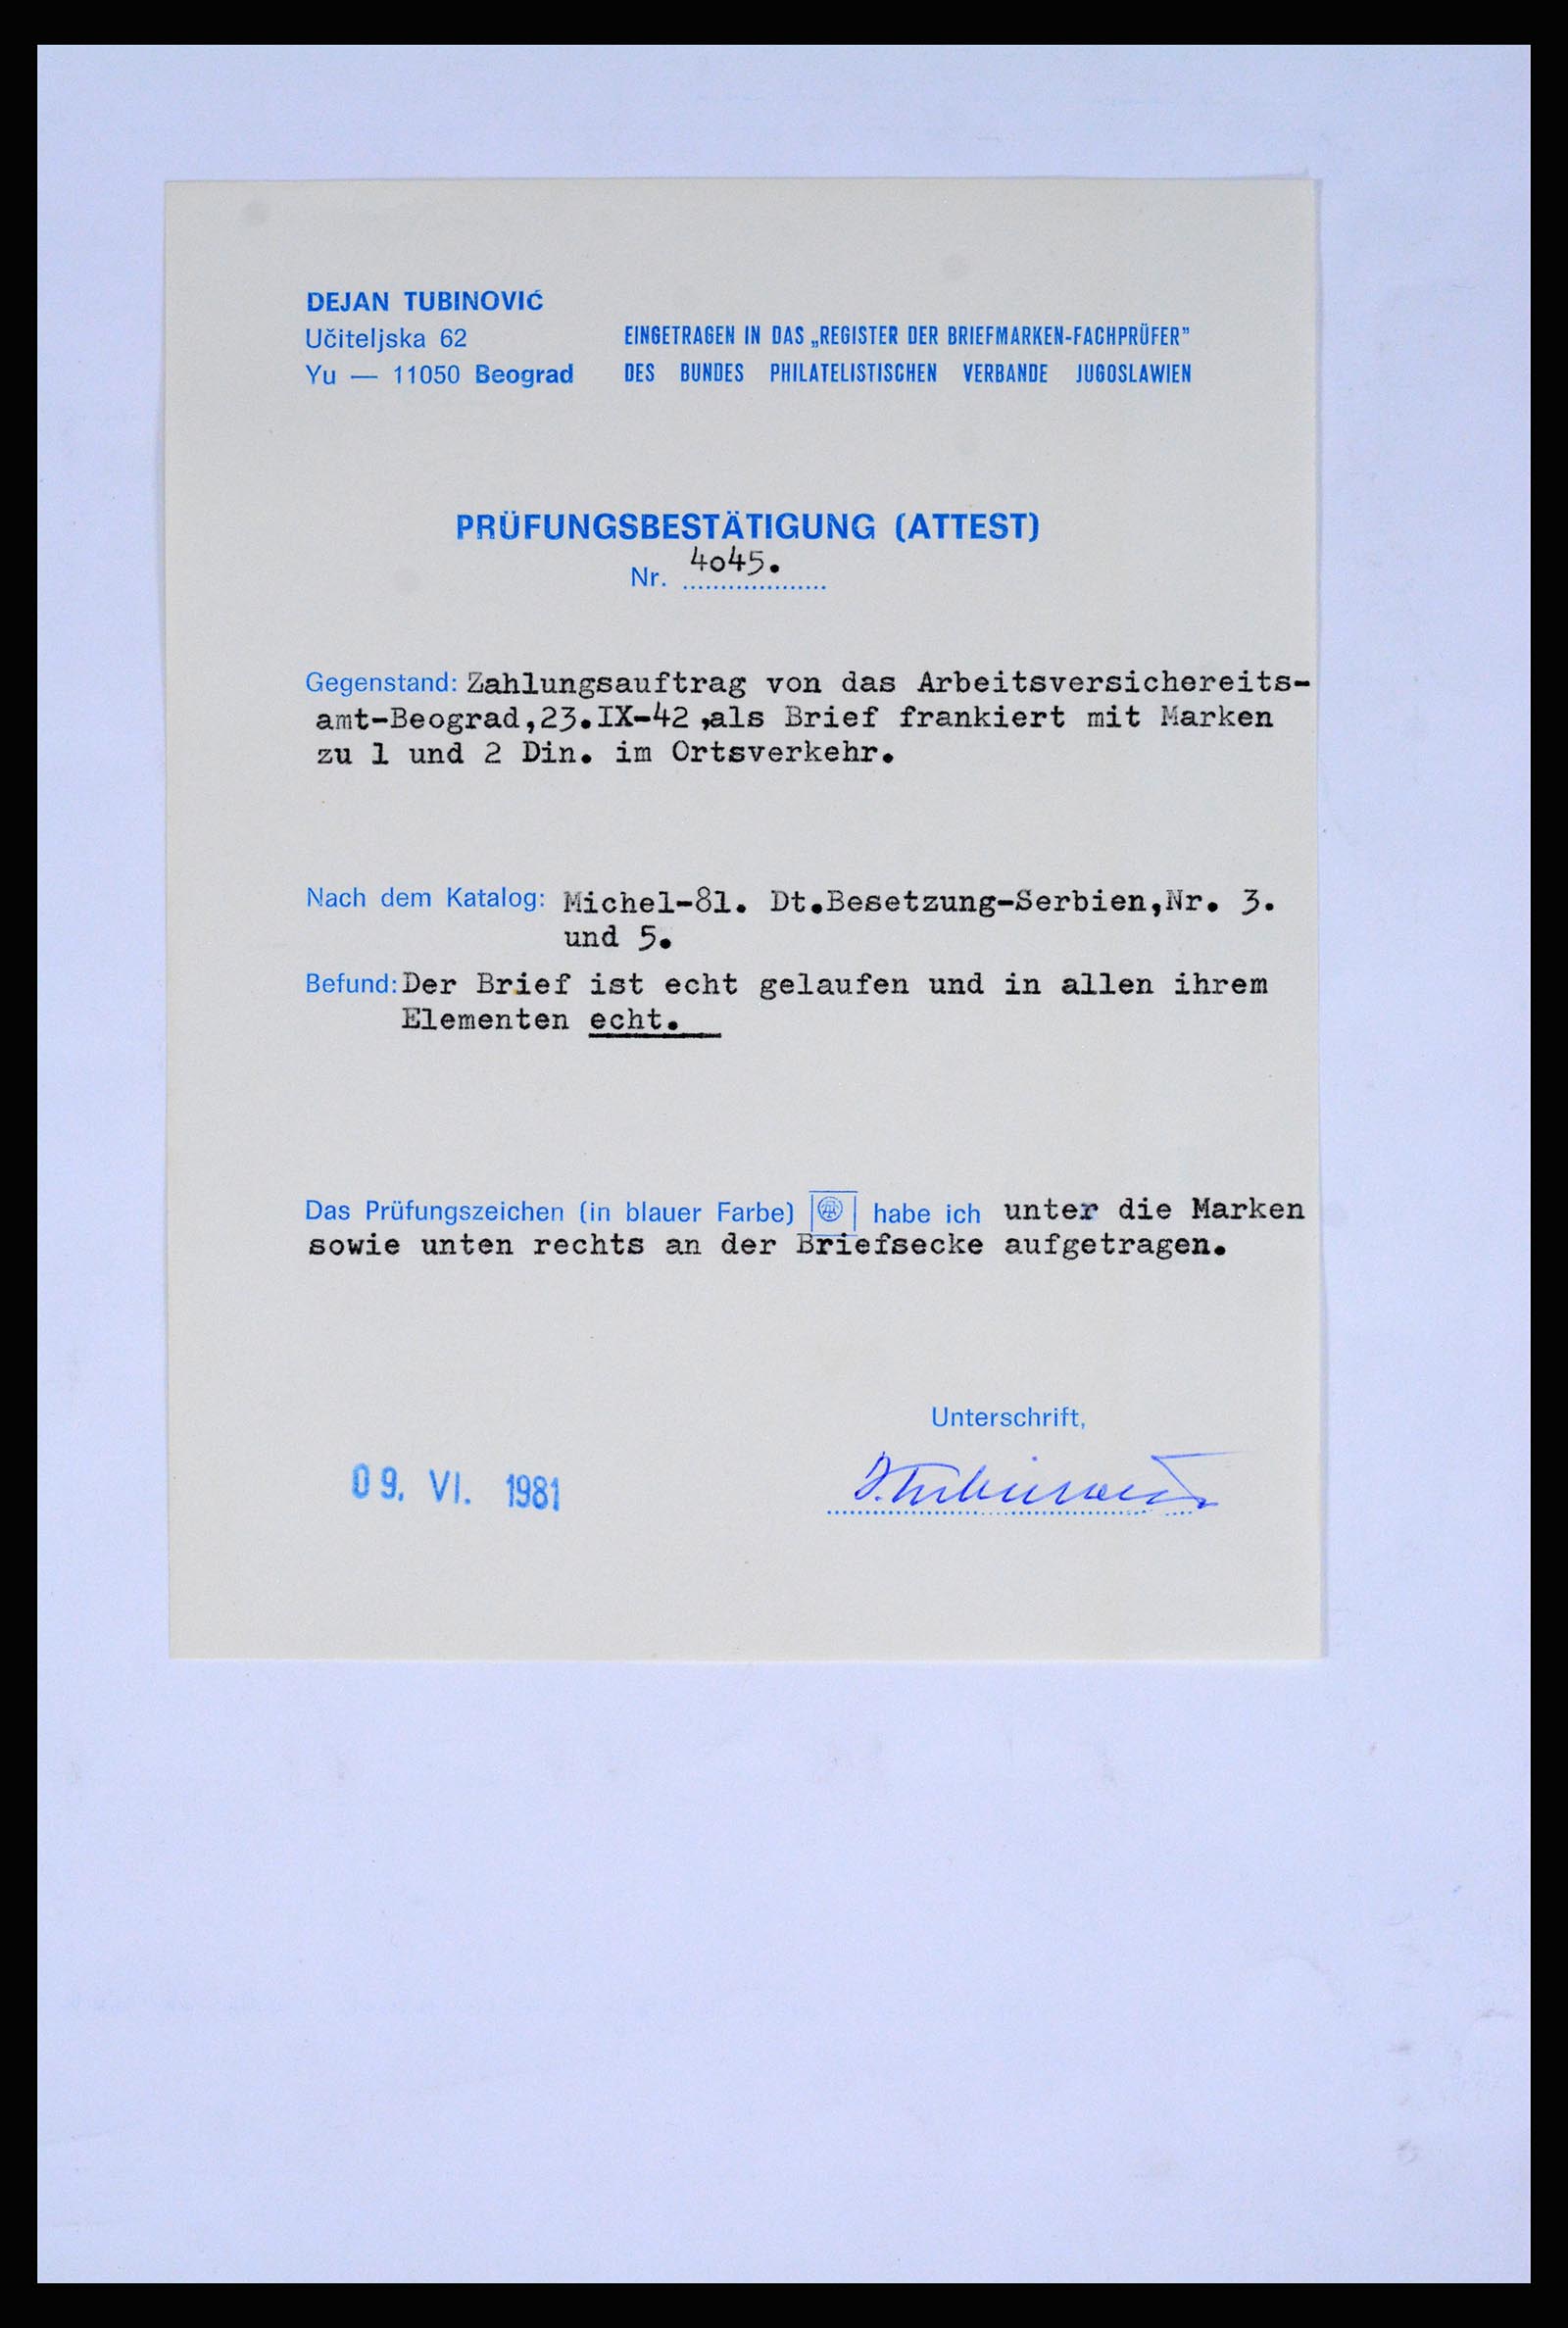 DEJAN TUBINOVIĆ
Učiteljska 62
Yu — 11050 Beograd
EINGETRAGEN IN DAS „REGISTER DER BRIEFMARKEN-FACHPRÜFER”
DES BUNDES PHILATELISTISCHEN VERBANDE JUGOSLAWIEN
PRÜFUNGSBESTÄTIGUNG (ATTEST)
Nr. 4045.
Gegenstand: Zahlungsauftrag von das Arbeitsversichereits-
amt-Beograd,23.IX-42 ,als Brief frankiert mit Marken
zu 1 und 2 Din. im Ortsverkehr.
Nach dem Katalog: Michel-81. Dt.Besetzung-Serbien,Nr. 3.
und 5.
Befund: Der Brief ist echt gelaufen und in allen ihrem
Elementen echt.
Das Prüfungszeichen (in blauer Farbe) habe ich unter die Marken
sowie unten rechts an der Briefsecke aufgetragen.
Unterschrift,
09. VI. 1981